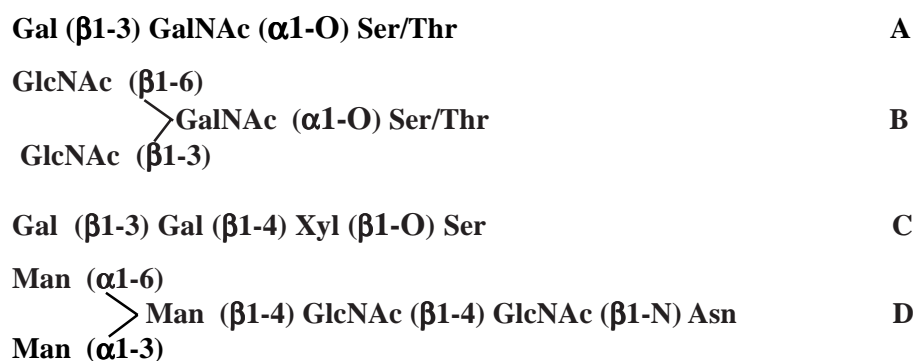 Gal (β1-3) GalNAc (α1-O) Ser/Thr A
GlcNAc (β1-6)
GalNAc (α1-O) Ser/Thr B
GlcNAc (β1-3)
Gal (β1-3) Gal (β1-4) Xyl (β1-O) Ser C
Man (α1-6)
Man (β1-4) GlcNAc (β1-4) GlcNAc (β1-N) Asn D
Man (α1-3)